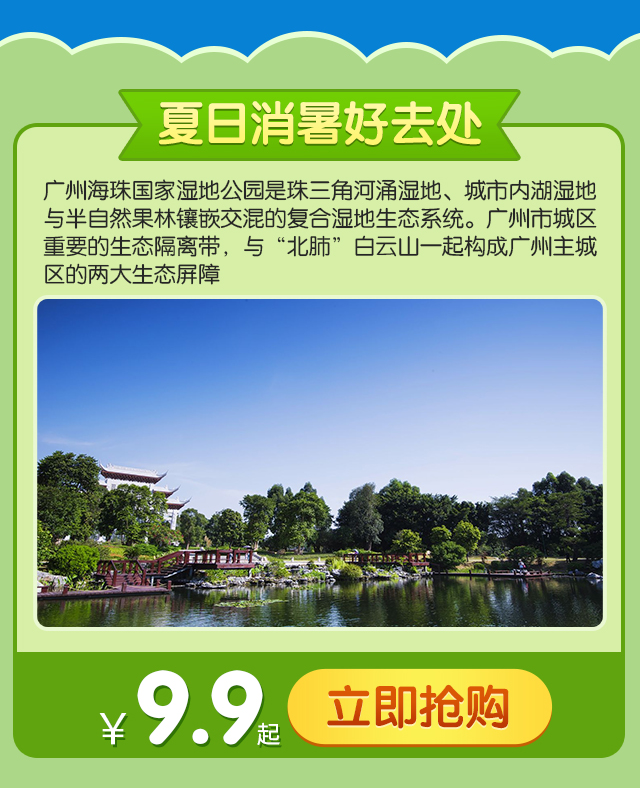 夏日消暑好去处
广州海珠国家湿地公园是珠三角河涌湿地、城市内湖湿地
与半自然果林镶嵌交混的复合湿地生态系统。广州市城区
重要的生态隔离带，与“北肺”白云山一起构成广州主城
区的两大生态屏障
¥9.9起
立即抢购